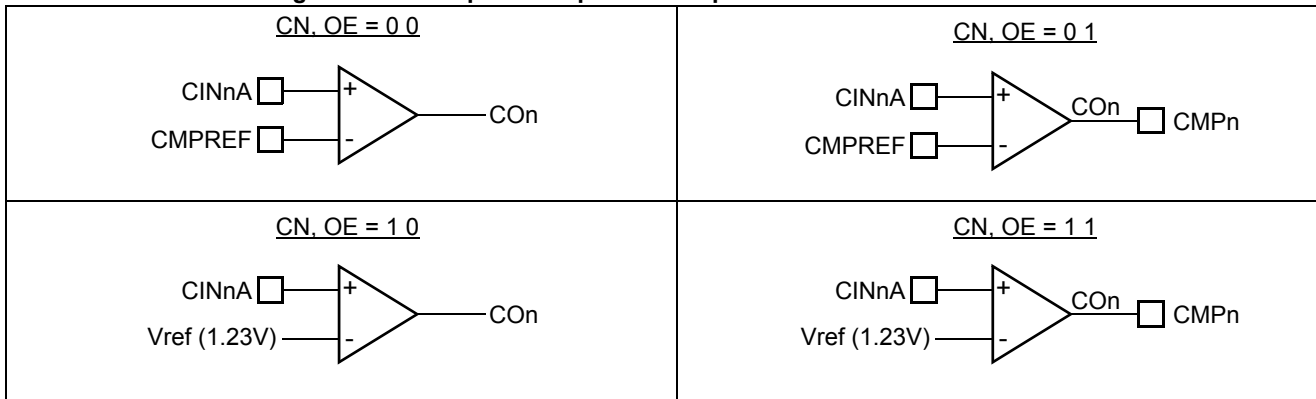 CN, OE = 0 0
CINnA
+
CMPREF
-
COn
CN, OE = 0 1
CINnA
+
CMPREF
-
COn
CMPn
CN, OE = 1 0
CINnA
+
Vref (1.23V)
-
COn
CN, OE = 1 1
CINnA
+
Vref (1.23V)
-
COn
CMPn